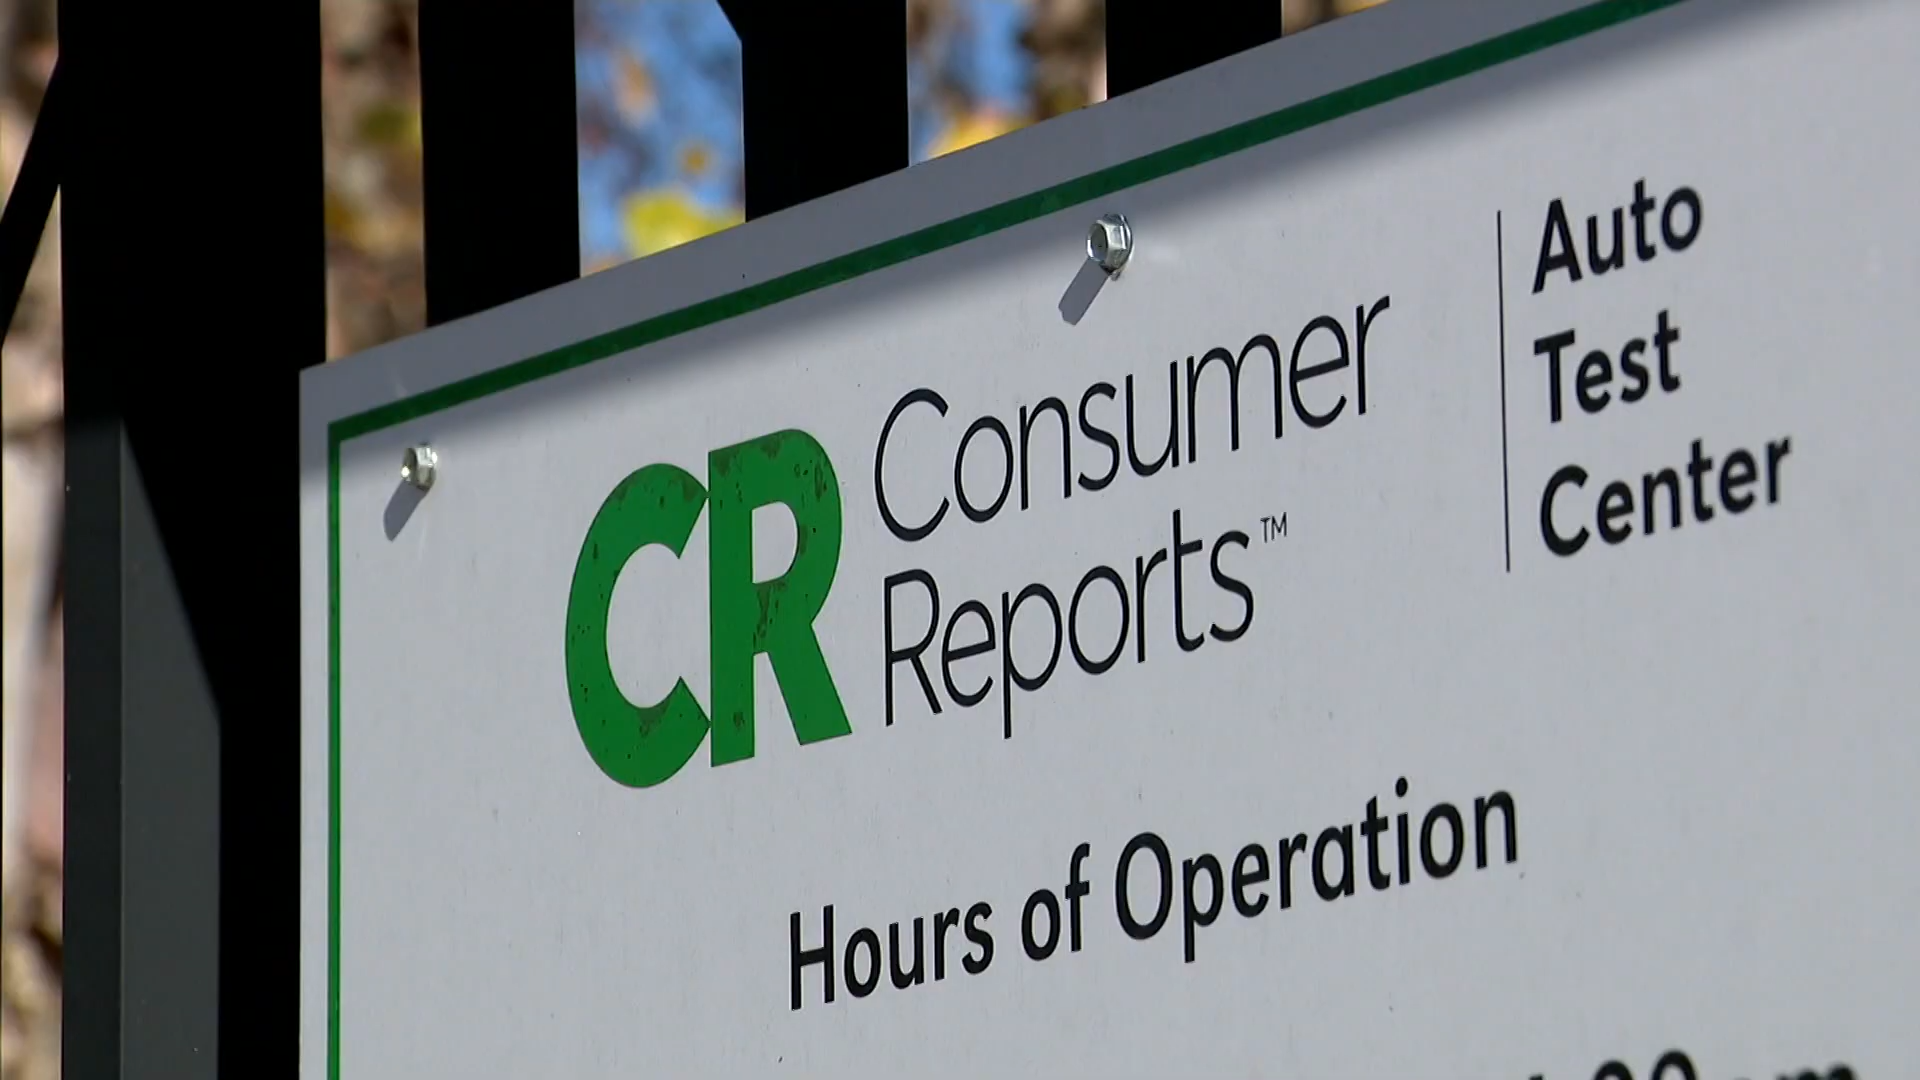 CR Consumer
Reports™
Auto
Test
Center
Hours of Operation